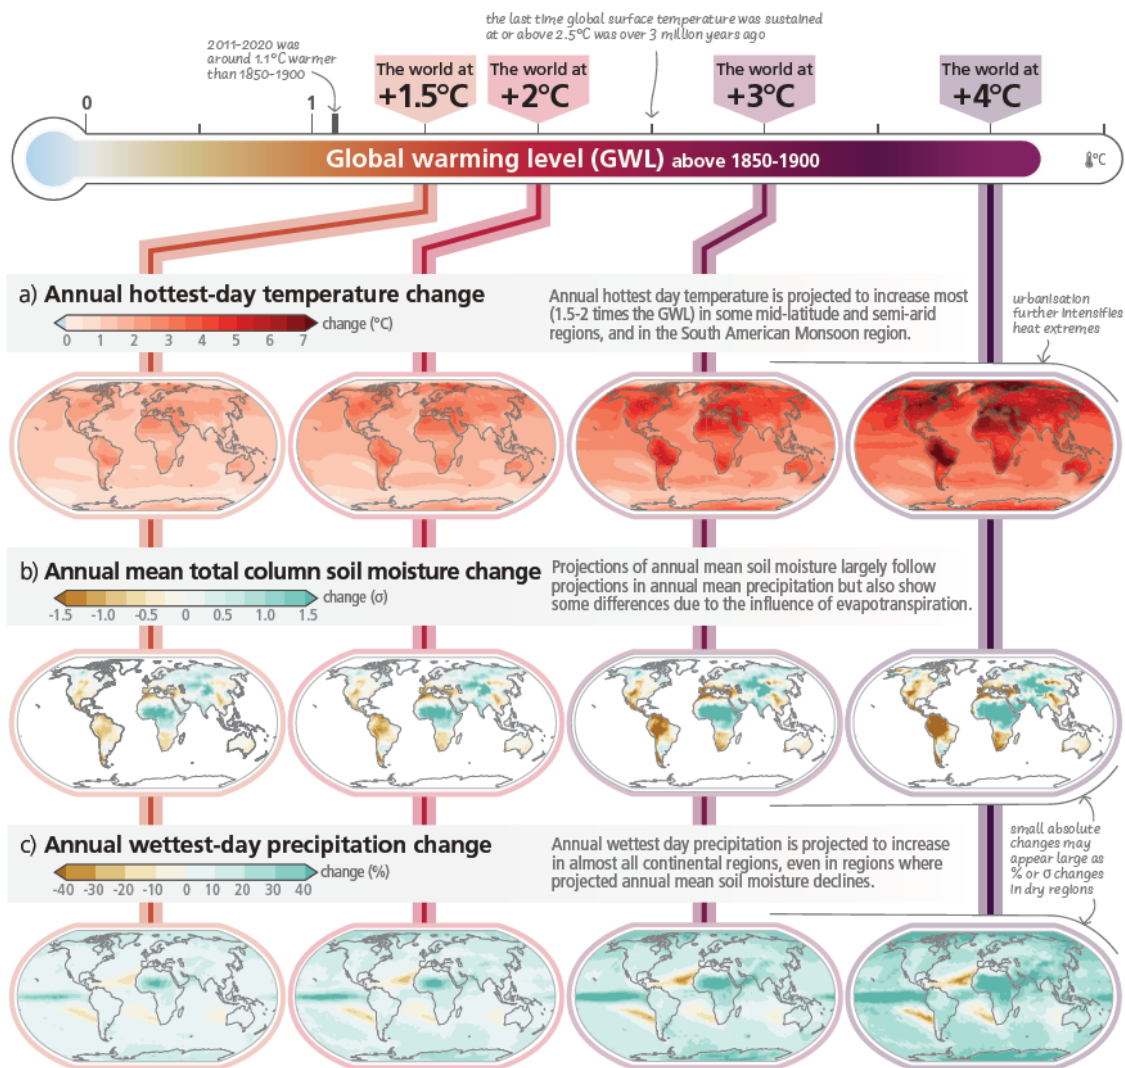 the last time global surface temperature was sustained
at or above 2.5°C was over 3 million years ago
2011-2020 was
around 1.1°C warmer
than 1850-1900
The world at
+1.5°C
The world at
+2°C
The world at
+3°C
The world at
+4°C
0
1
Global warming level (GWL) above 1850-1900
°C
a) Annual hottest-day temperature change
change (°C)
0 1 2 3 4 5 6 7
Annual hottest day temperature is projected to increase most
(1.5-2 times the GWL) in some mid-latitude and semi-arid
regions, and in the South American Monsoon region.
urbanisation
further intensifies
heat extremes
b) Annual mean total column soil moisture change
change (σ)
-1.5 -1.0 -0.5 0 0.5 1.0 1.5
Projections of annual mean soil moisture largely follow
projections in annual mean precipitation but also show
some differences due to the influence of evapotranspiration.
c) Annual wettest-day precipitation change
change (%)
-40 -30 -20 -10 0 10 20 30 40
Annual wettest day precipitation is projected to increase
in almost all continental regions, even in regions where
projected annual mean soil moisture declines.
small absolute
changes may
appear large as
% or σ changes
in dry regions